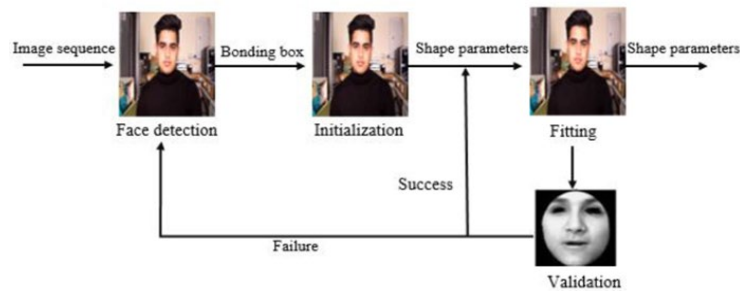 Image sequence
Bonding box
Shape parameters
Shape parameters
Face detection
Initialization
Fitting
Success
Failure
Validation